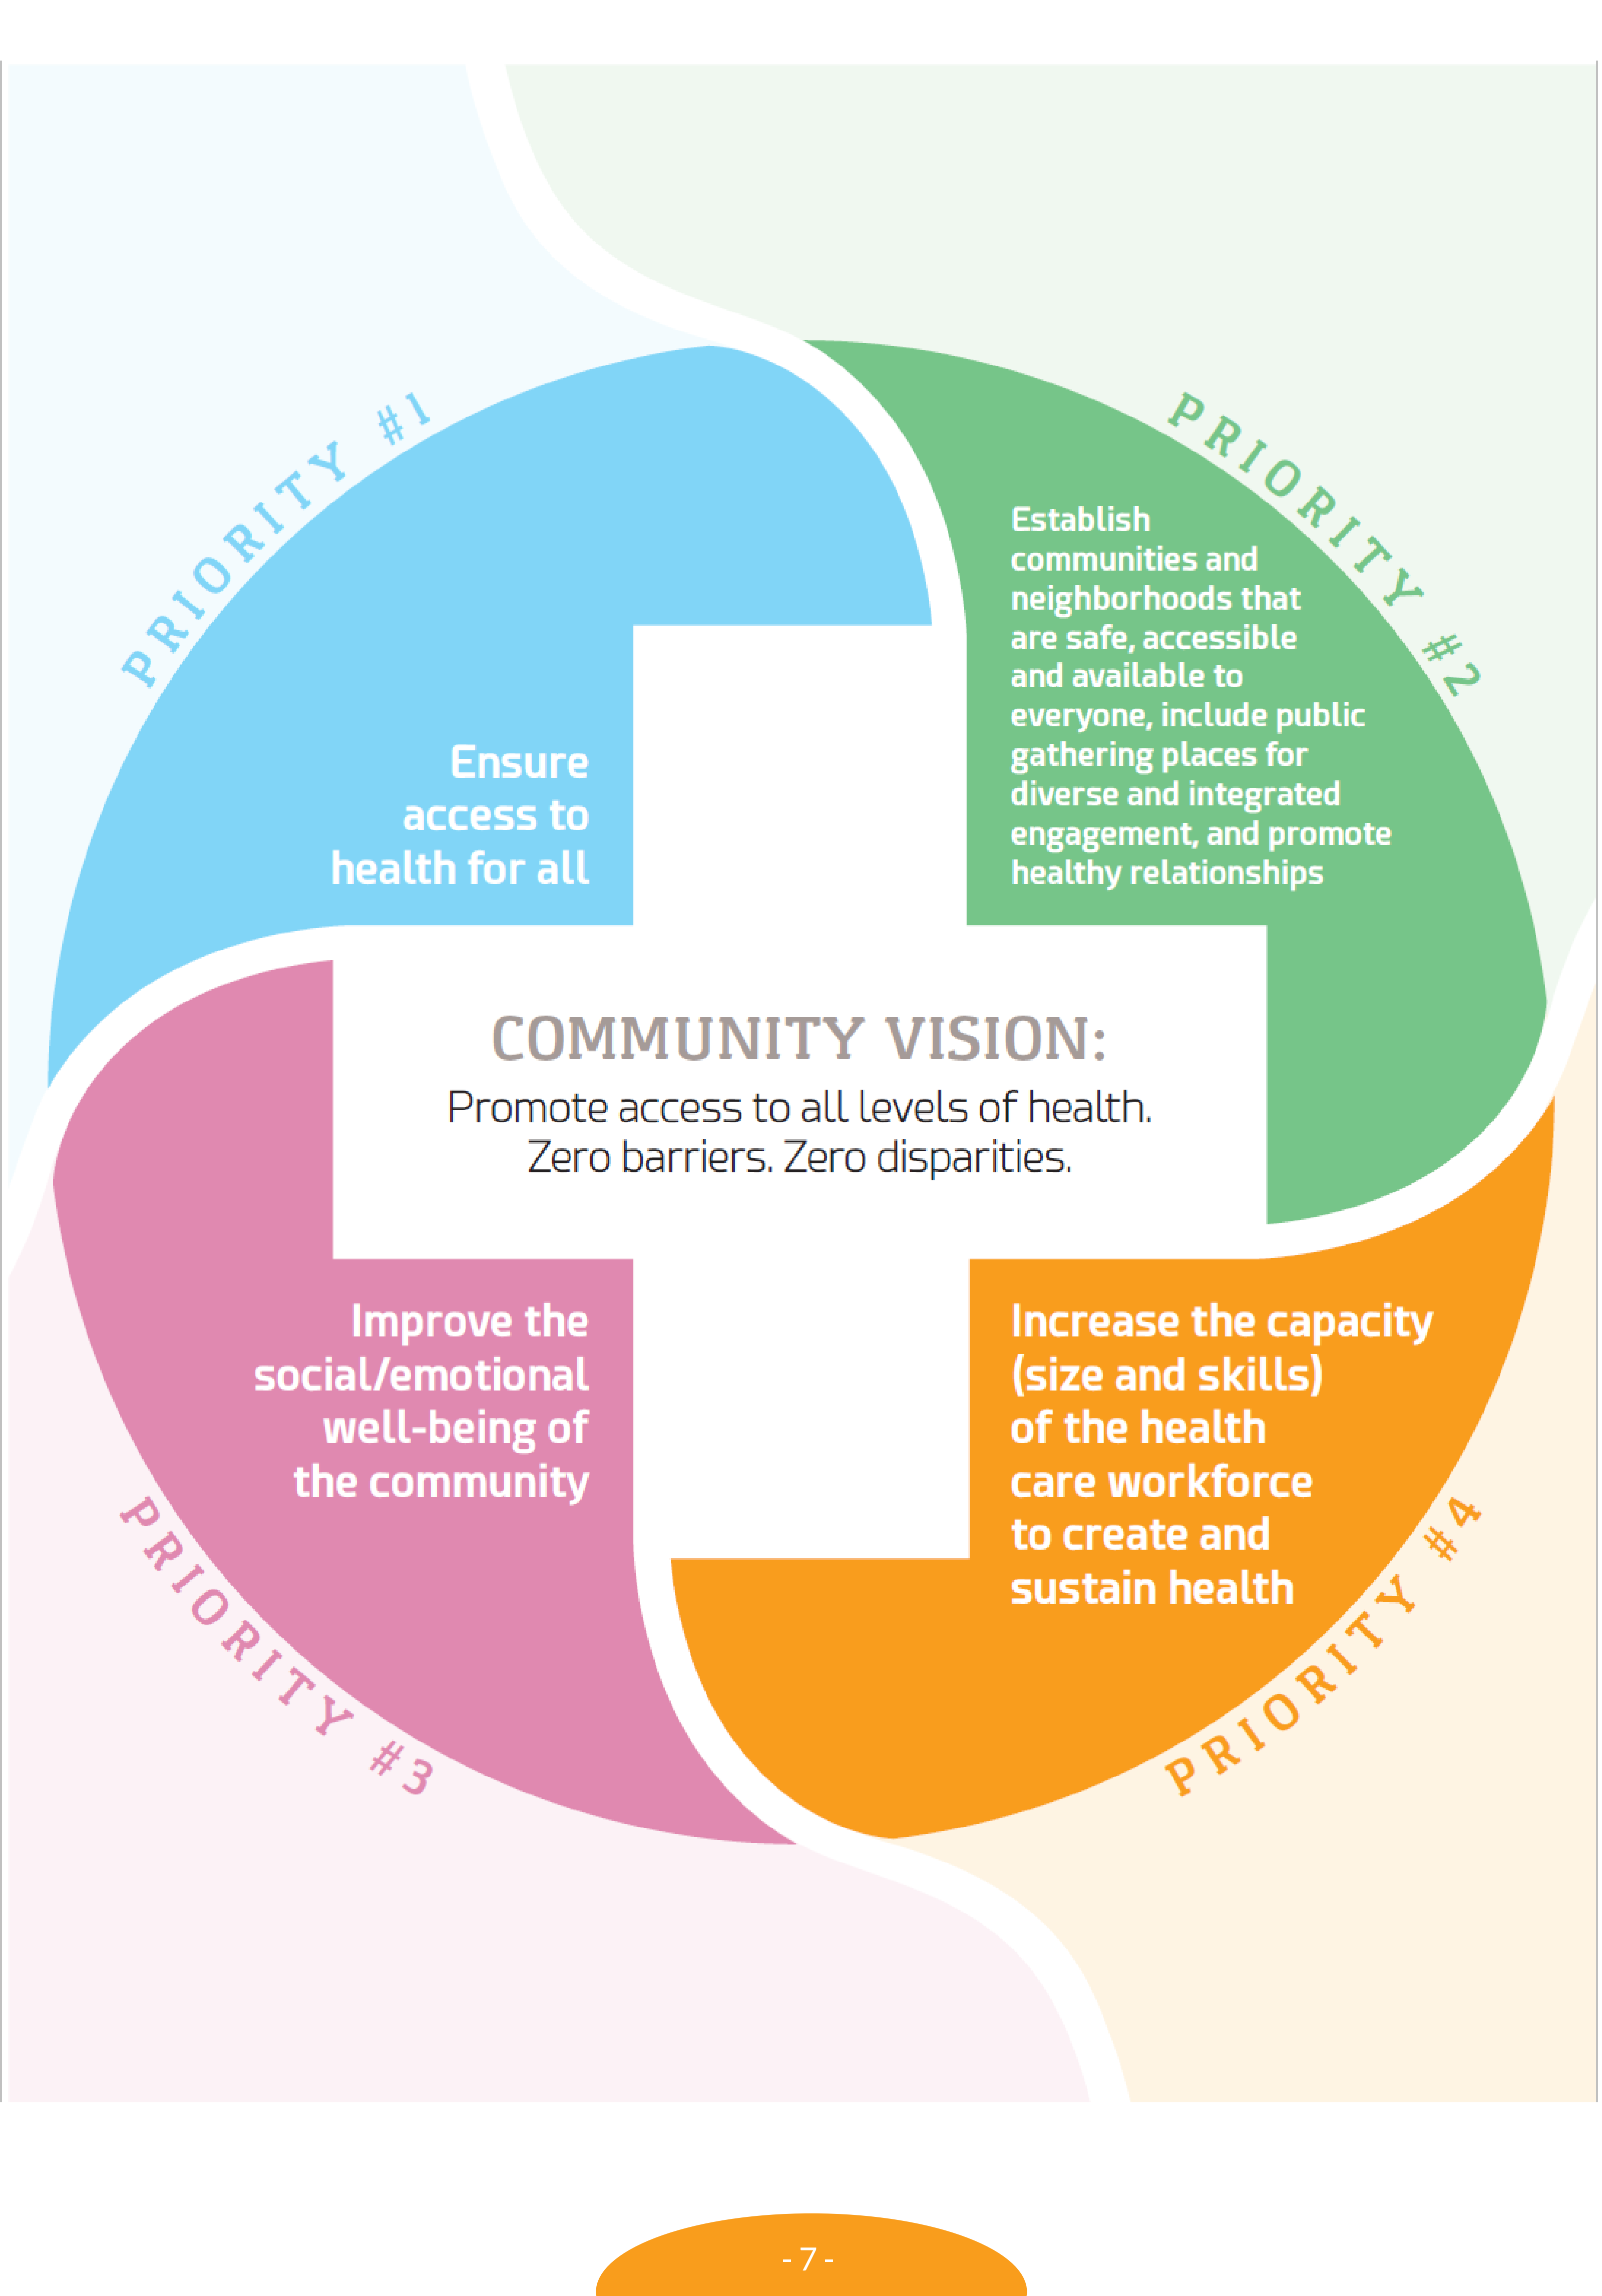 PRIORITY #1
Ensure
access to
health for all
PRIORITY #2
Establish
communities and
neighborhoods that
are safe, accessible
and available to
everyone, include public
gathering places for
diverse and integrated
engagement, and promote
healthy relationships
COMMUNITY VISION:
Promote access to all levels of health.
Zero barriers. Zero disparities.
Improve the
social/emotional
well-being of
the community
PRIORITY #3
Increase the capacity
(size and skills)
of the health
care workforce
to create and
sustain health
PRIORITY #4
- 7 -